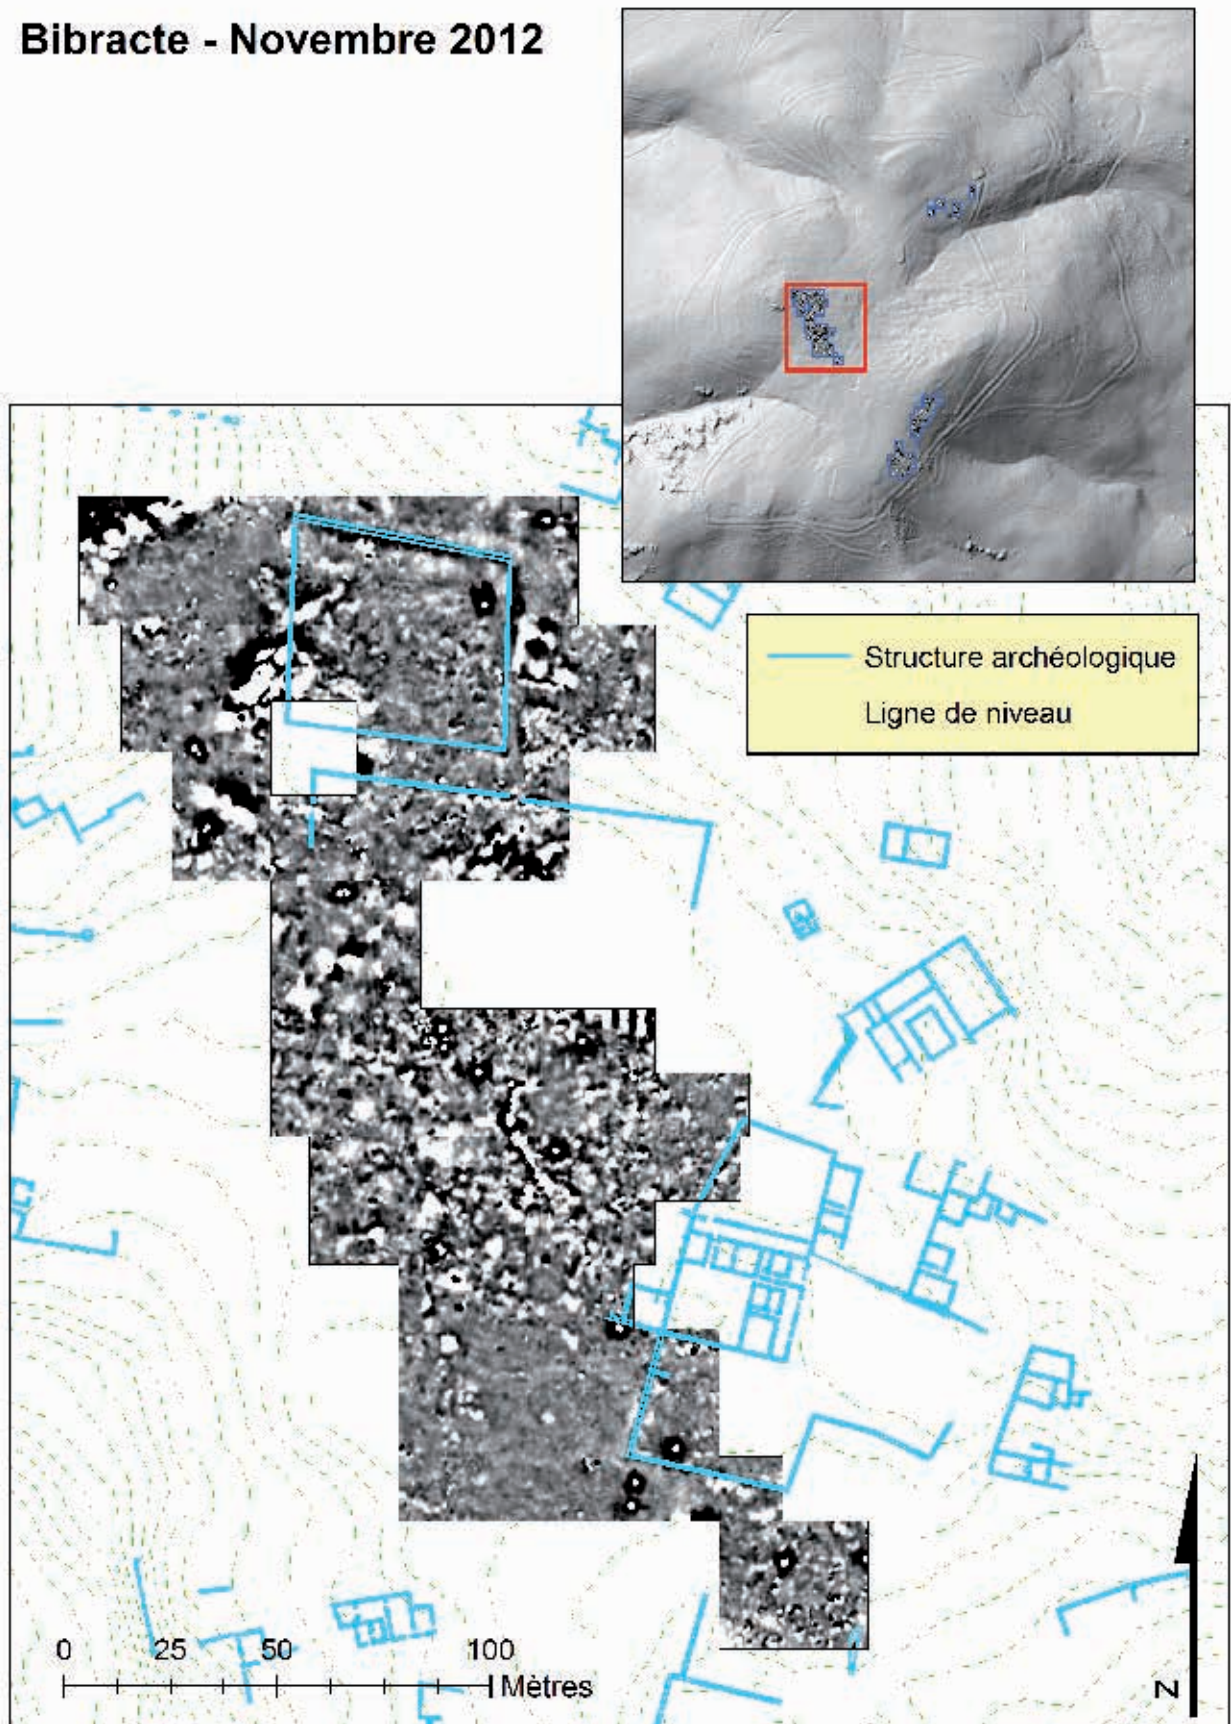 Bibracte - Novembre 2012
Structure archéologique
Ligne de niveau
0 25 50 100
Mètres
N